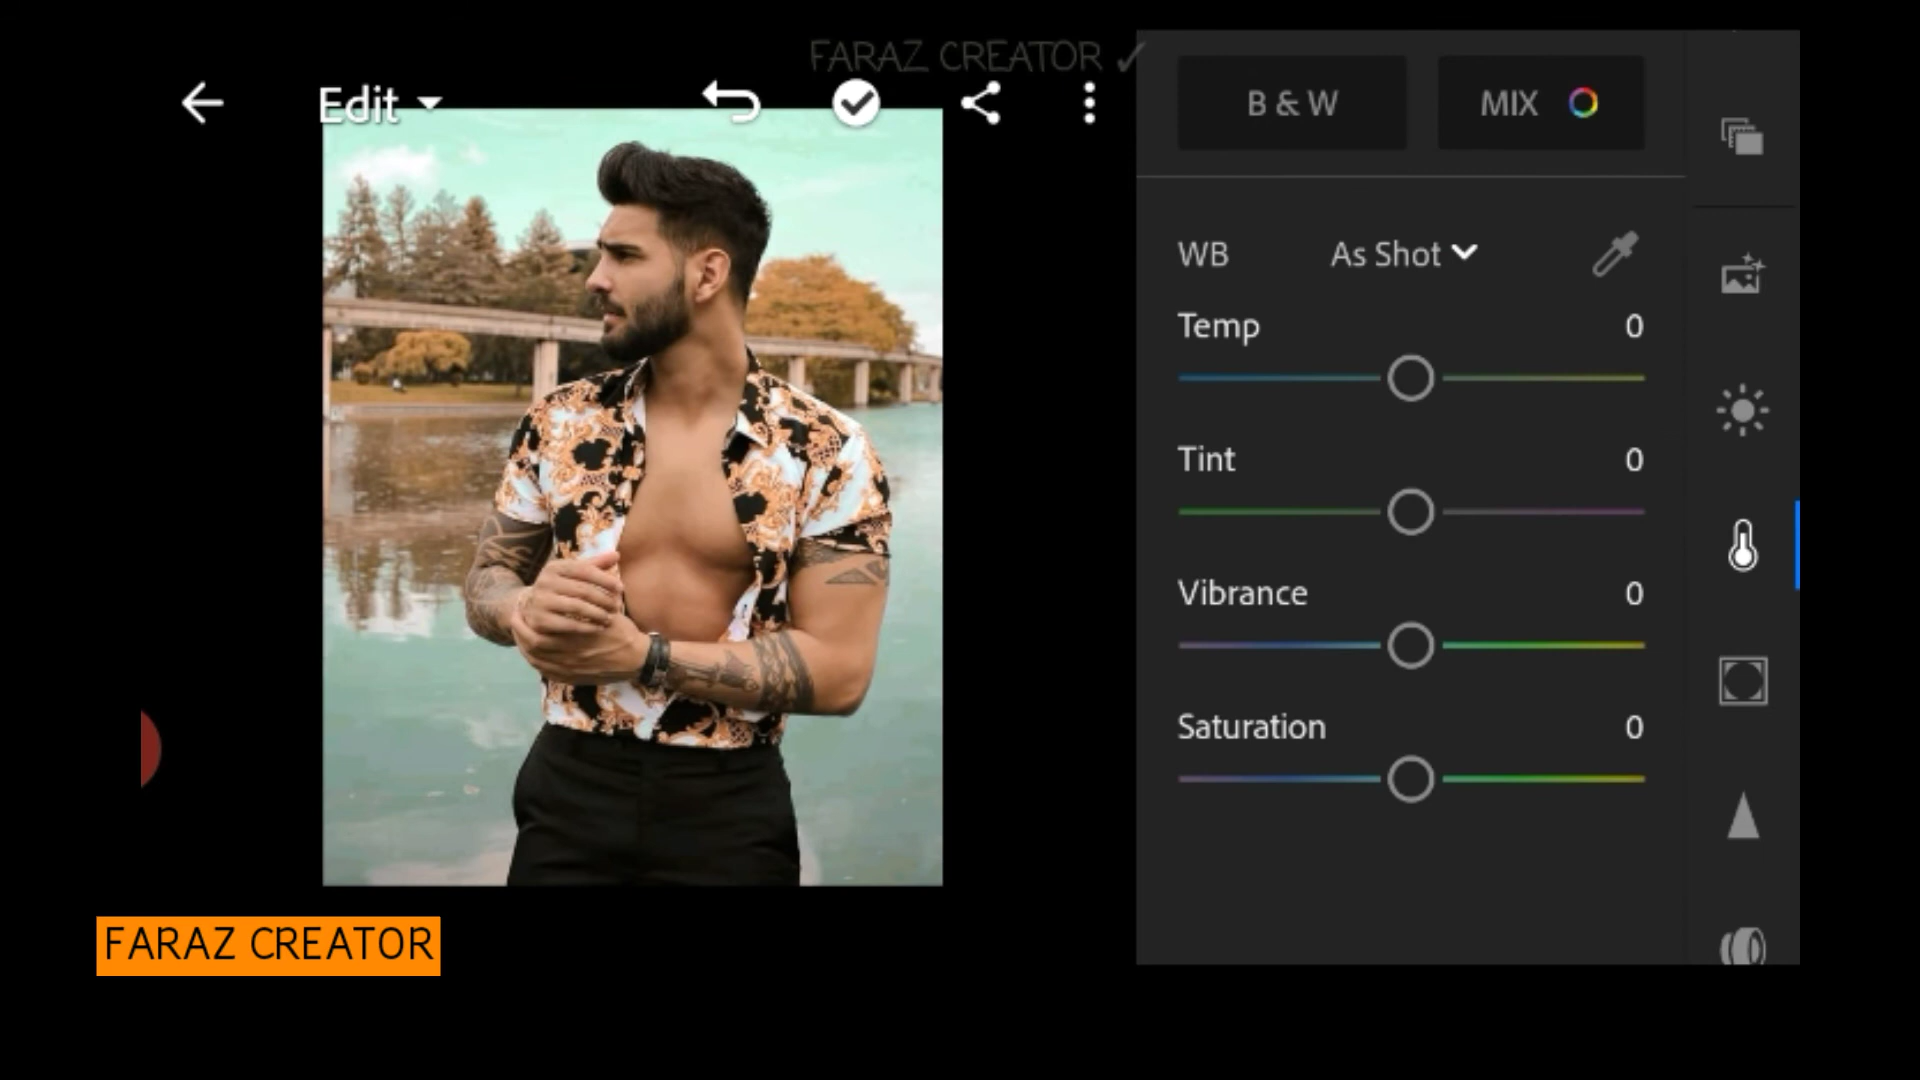 FARAZ CREATOR ✓
Edit
B & W
MIX
WB
As Shot
Temp
0
Tint
0
Vibrance
0
Saturation
0
FARAZ CREATOR